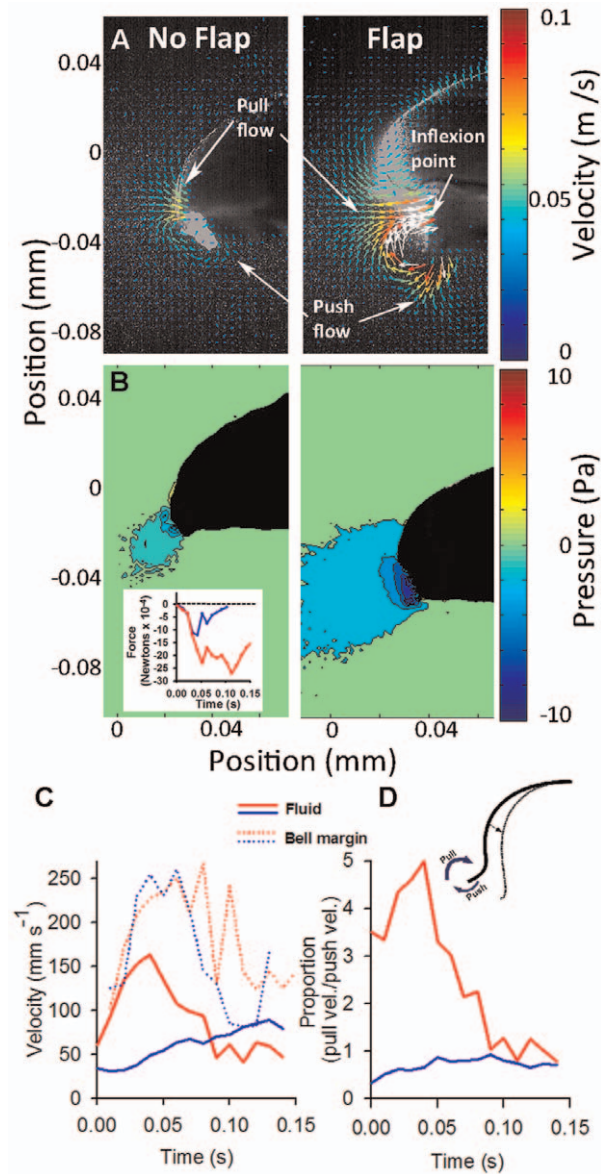 A
No Flap
Flap
0.04
0
-0.04
-0.08
Pull
flow
Inflexion
point
Push
flow
Position (mm)
0.1
0.05
0
Velocity (m /s)
B
0.04
0
-0.04
-0.08
0
-5
-10
-15
-20
-25
-30
Force
(Newtons x 10-4)
0.00
0.05
0.10
0.15
Time (s)
10
0
-10
Pressure (Pa)
0
0.04
0
0.04
Position (mm)
C
Fluid
Bell margin
D
250
200
150
100
50
0
Velocity (mm s-1)
0.00
0.05
0.10
0.15
Time (s)
5
4
3
2
1
0
Proportion
(pull vel./push vel.)
Pull
Push
0.00
0.05
0.10
0.15
Time (s)